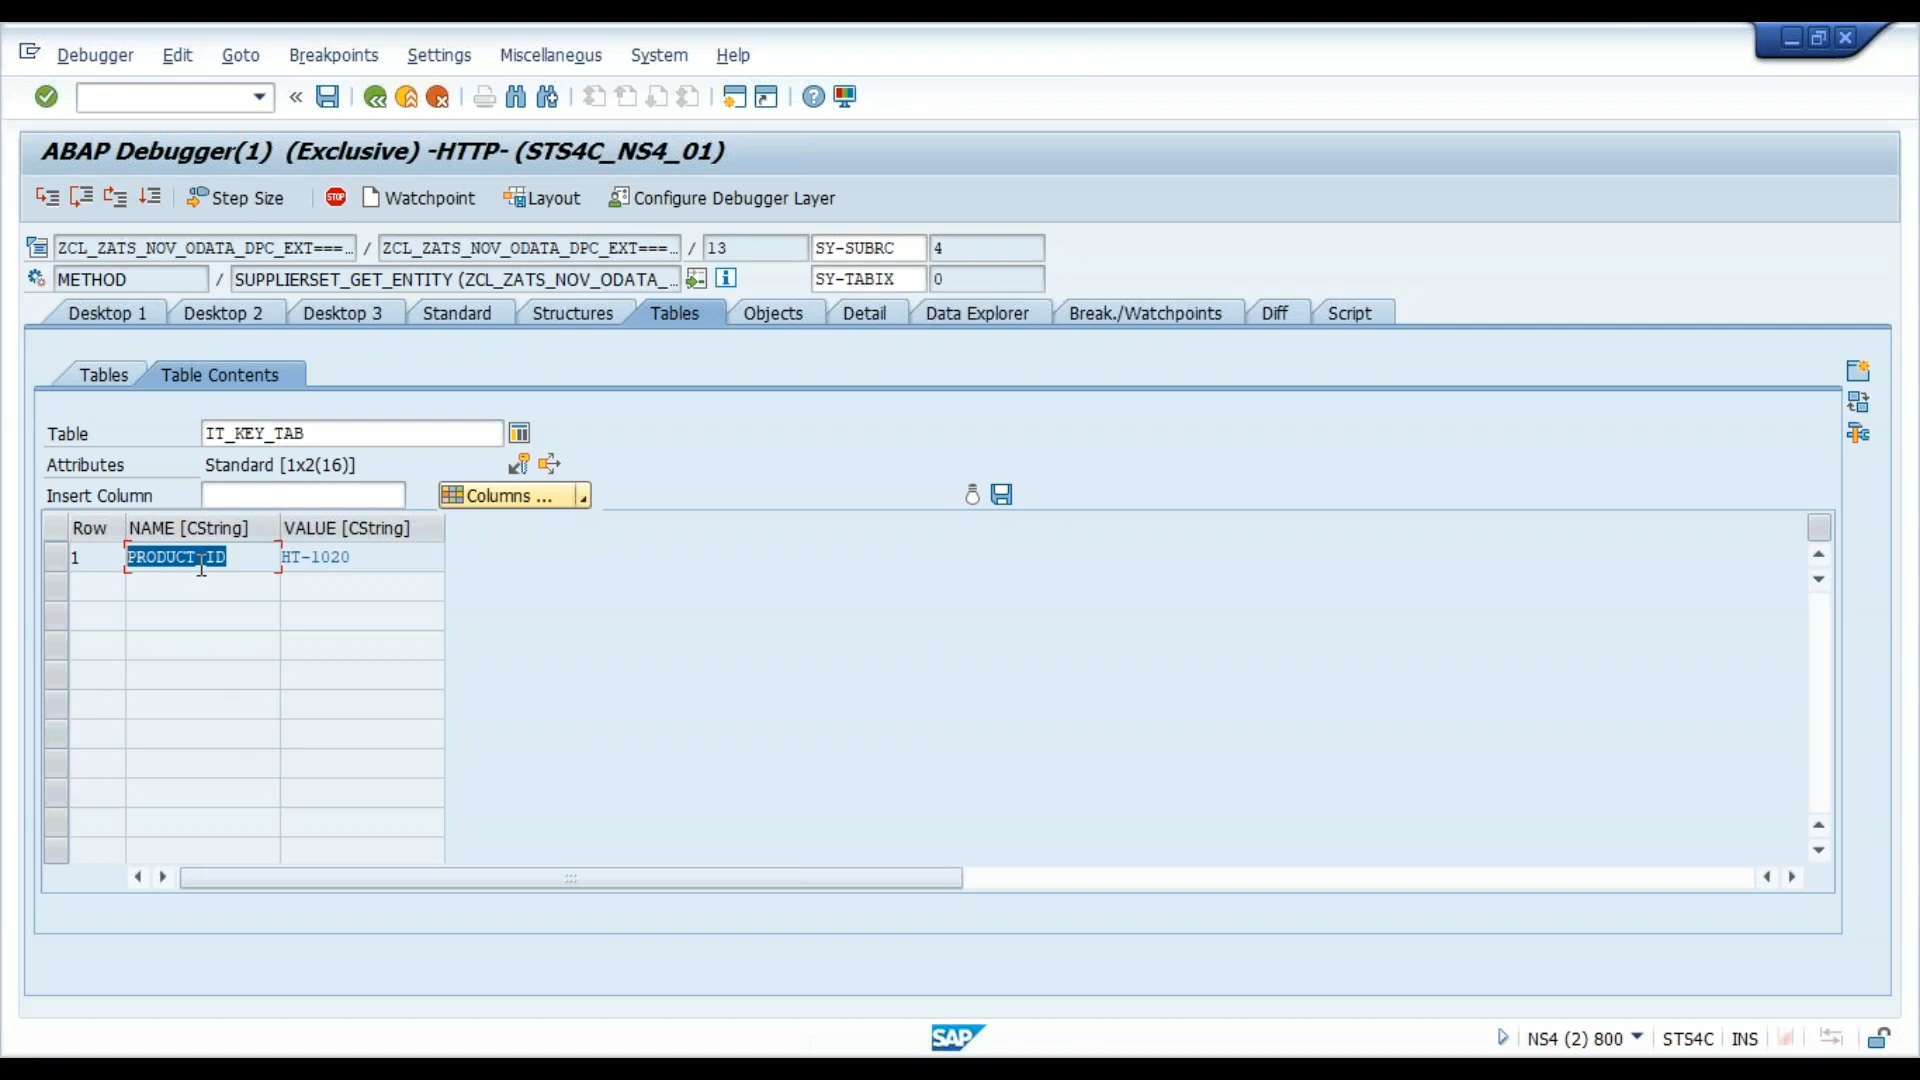 Debugger Edit Goto Breakpoints Settings Miscellaneous System Help
ABAP Debugger(1) (Exclusive) -HTTP- (STS4C_NS4_01)
Step Size STOP Watchpoint Layout Configure Debugger Layer
ZCL_ZATS_NOV_ODATA_DPC_EXT===… / ZCL_ZATS_NOV_ODATA_DPC_EXT===… / 13 SY-SUBRC 4
METHOD / SUPPLIERSET_GET_ENTITY (ZCL_ZATS_NOV_ODATA_… SY-TABIX 0
Desktop 1 Desktop 2 Desktop 3 Standard Structures Tables Objects Detail Data Explorer Break./Watchpoints Diff Script
Tables Table Contents
Table IT_KEY_TAB
Attributes Standard [1x2(16)]
Insert Column Columns ...
Row NAME [CString] VALUE [CString]
1 PRODUCT_ID HT-1020
SAP NS4 (2) 800 STS4C INS